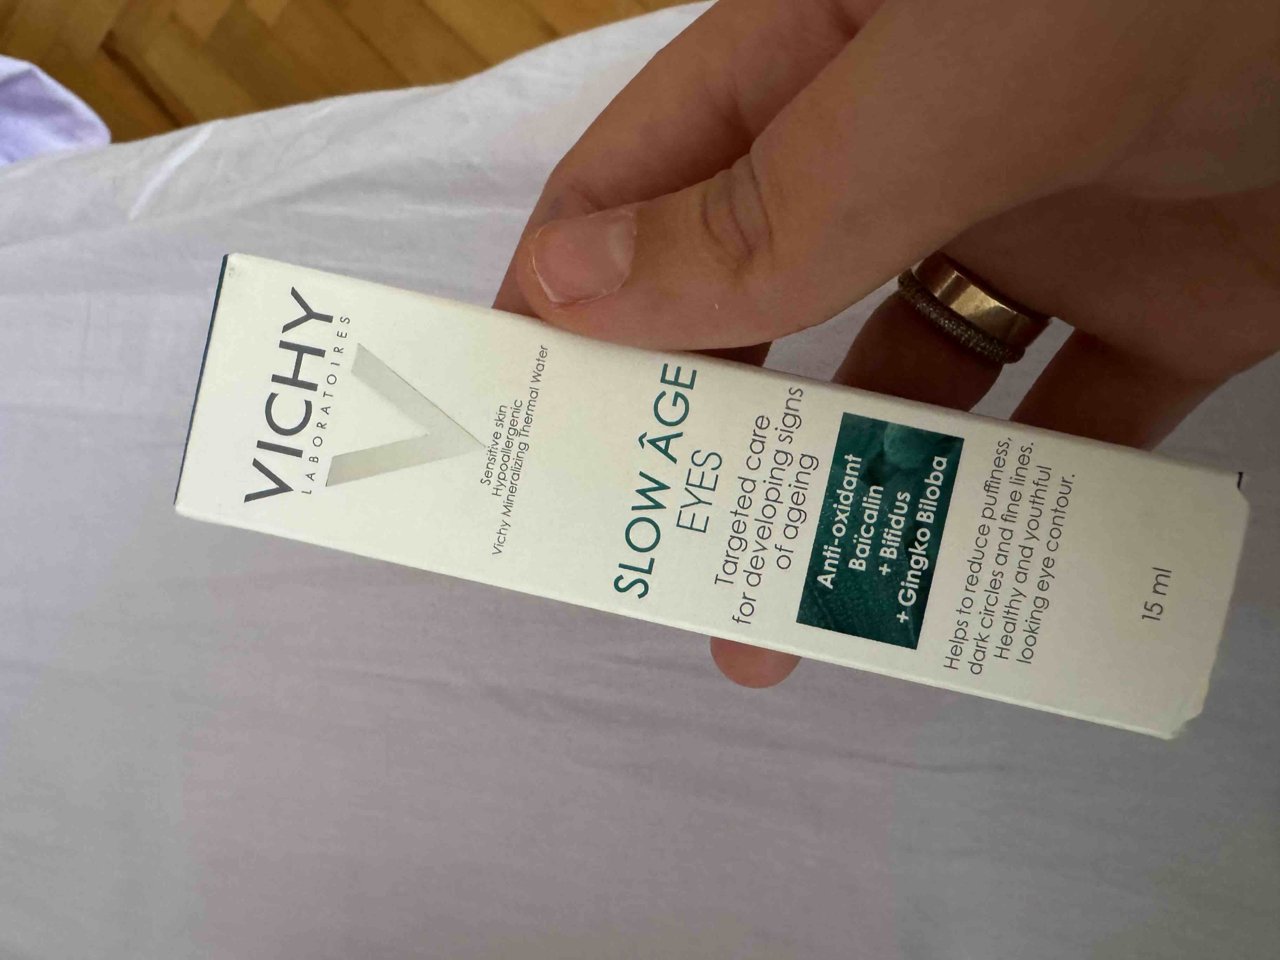 VICHY
LABORATOIRES
Sensitive skin
Hypoallergenic
Vichy Mineralizing Thermal Water
SLOW ÂGE
EYES
Targeted care
for developing signs
of ageing
Anti-oxidant
Baïcalin
+ Bifidus
+ Gingko Biloba
Helps to reduce puffiness,
dark circles and fine lines.
Healthy and youthful
looking eye contour.
15 ml